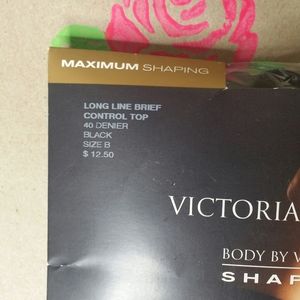 MAXIMUM SHAPING
LONG LINE BRIEF
CONTROL TOP
40 DENIER
BLACK
SIZE B
$ 12.50
VICTORIA
BODY BY V
SHAP